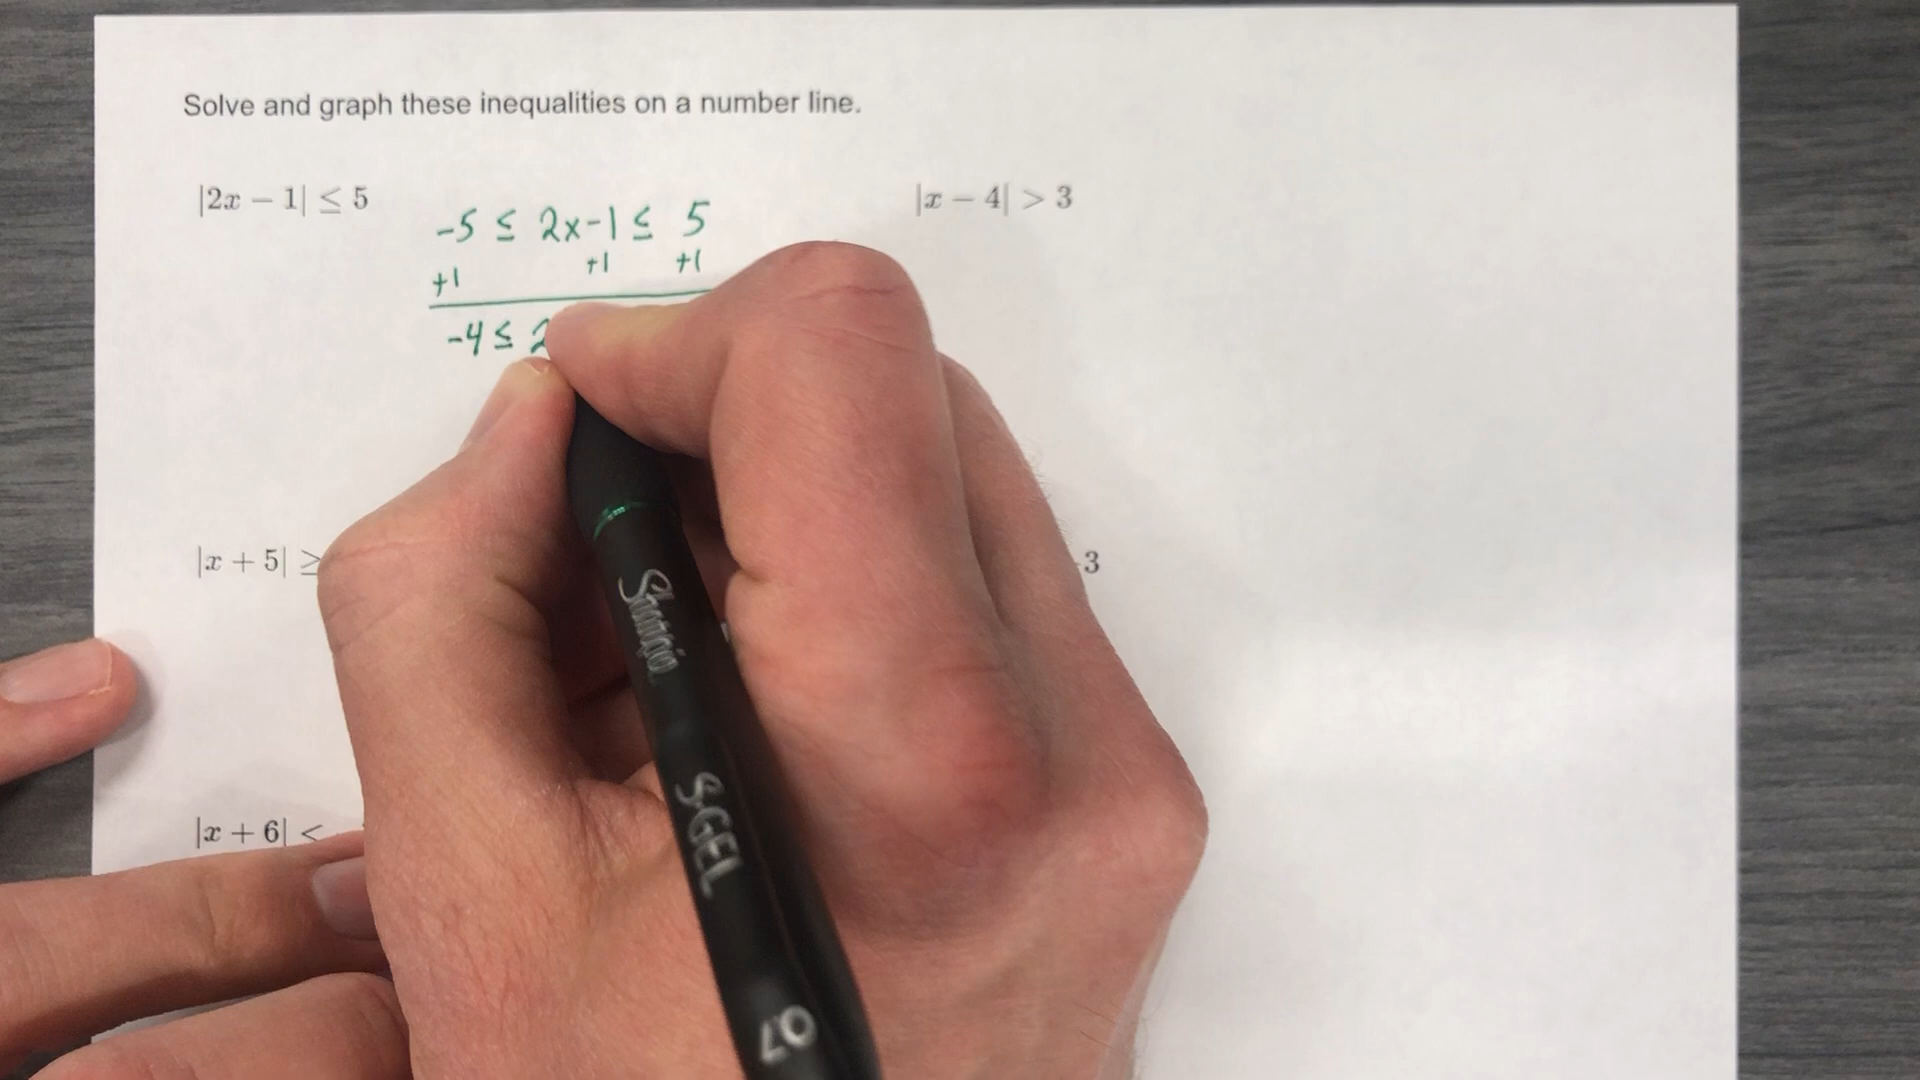 Solve and graph these inequalities on a number line.
|2x − 1| ≤ 5
-5 ≤ 2x-1 ≤ 5
+1 +1 +1
-4 ≤ 2
|x − 4| > 3
|x + 5| ≥
3
|x + 6| <
Sharpie
S·GEL
0.7